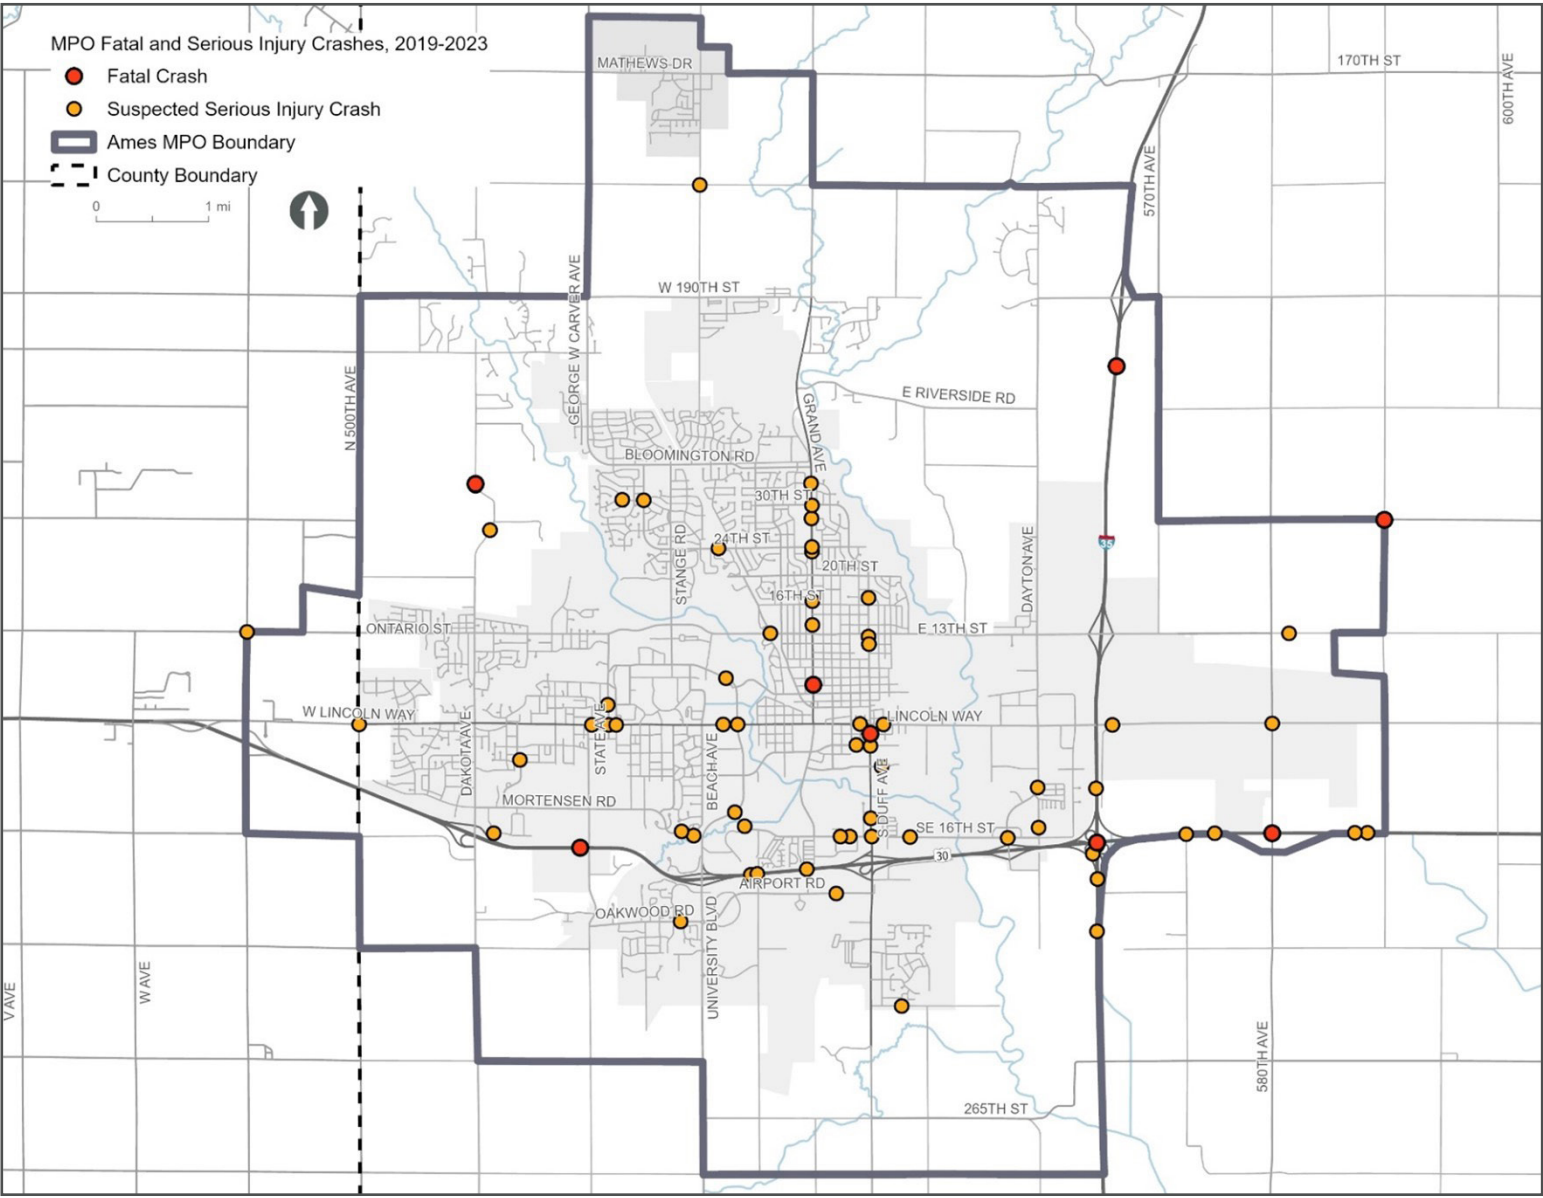 MPO Fatal and Serious Injury Crashes, 2019-2023
Fatal Crash
Suspected Serious Injury Crash
Ames MPO Boundary
County Boundary
0 1 mi
MATHEWS DR
170TH ST
600TH AVE
570TH AVE
W 190TH ST
GEORGE W CARVER AVE
N 500TH AVE
E RIVERSIDE RD
GRAND AVE
BLOOMINGTON RD
30TH ST
24TH ST
STANGE RD
20TH ST
35
DAYTON AVE
16TH ST
ONTARIO ST
E 13TH ST
W LINCOLN WAY
LINCOLN WAY
DAKOTA AVE
STATE AVE
BEACH AVE
S DUFF AVE
MORTENSEN RD
SE 16TH ST
30
AIRPORT RD
OAKWOOD RD
UNIVERSITY BLVD
V AVE
W AVE
580TH AVE
265TH ST